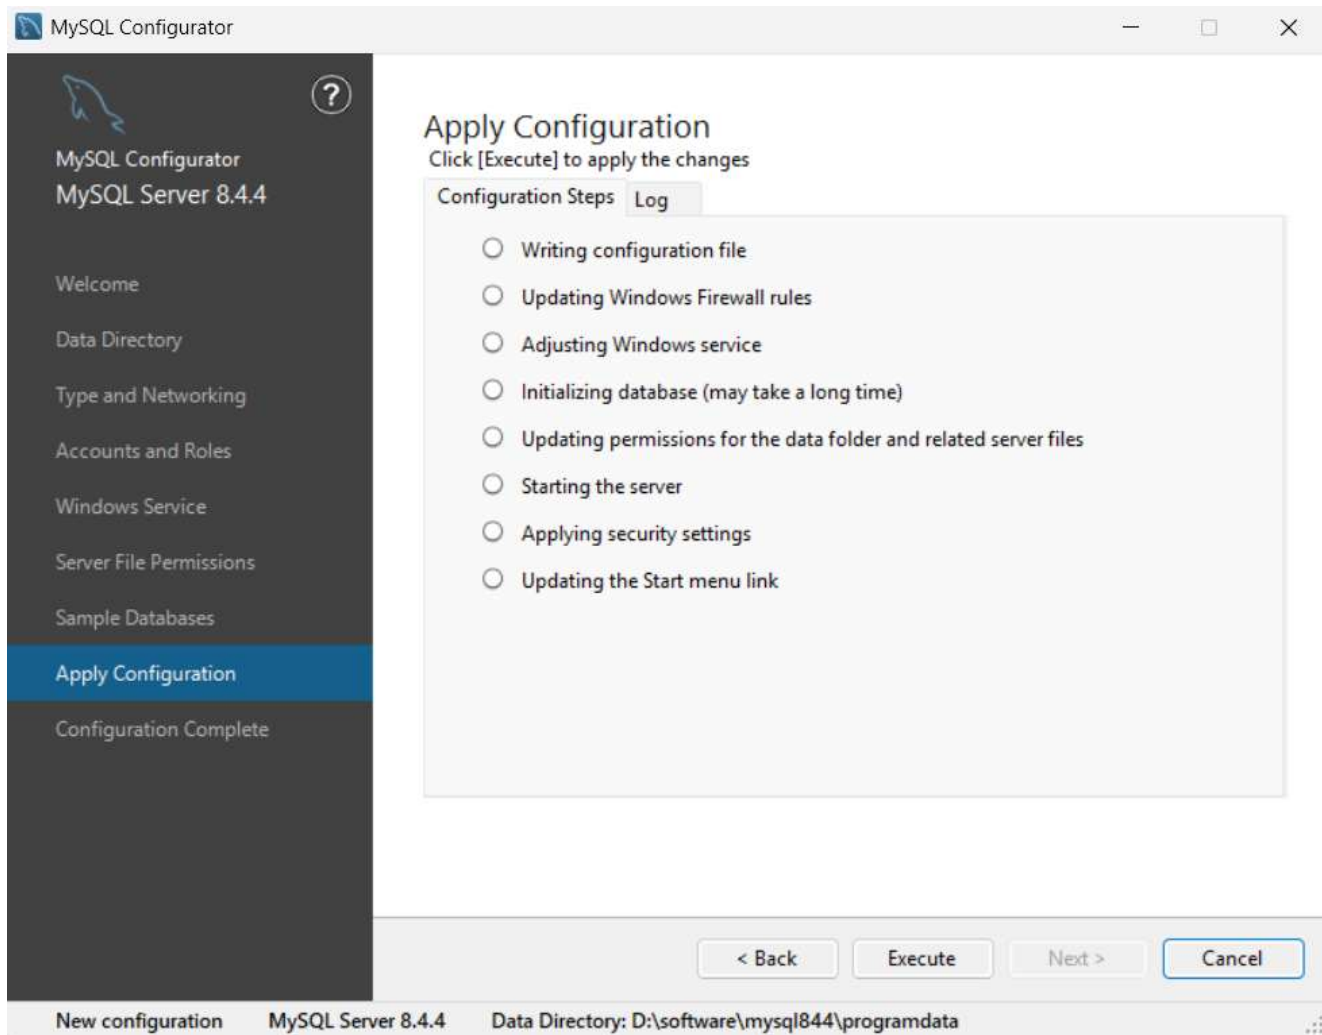 MySQL Configurator
?
MySQL Configurator
MySQL Server 8.4.4
Welcome
Data Directory
Type and Networking
Accounts and Roles
Windows Service
Server File Permissions
Sample Databases
Apply Configuration
Configuration Complete
Apply Configuration
Click [Execute] to apply the changes
Configuration Steps Log
Writing configuration file
Updating Windows Firewall rules
Adjusting Windows service
Initializing database (may take a long time)
Updating permissions for the data folder and related server files
Starting the server
Applying security settings
Updating the Start menu link
< Back Execute Next > Cancel
New configuration MySQL Server 8.4.4 Data Directory: D:\software\mysql844\programdata